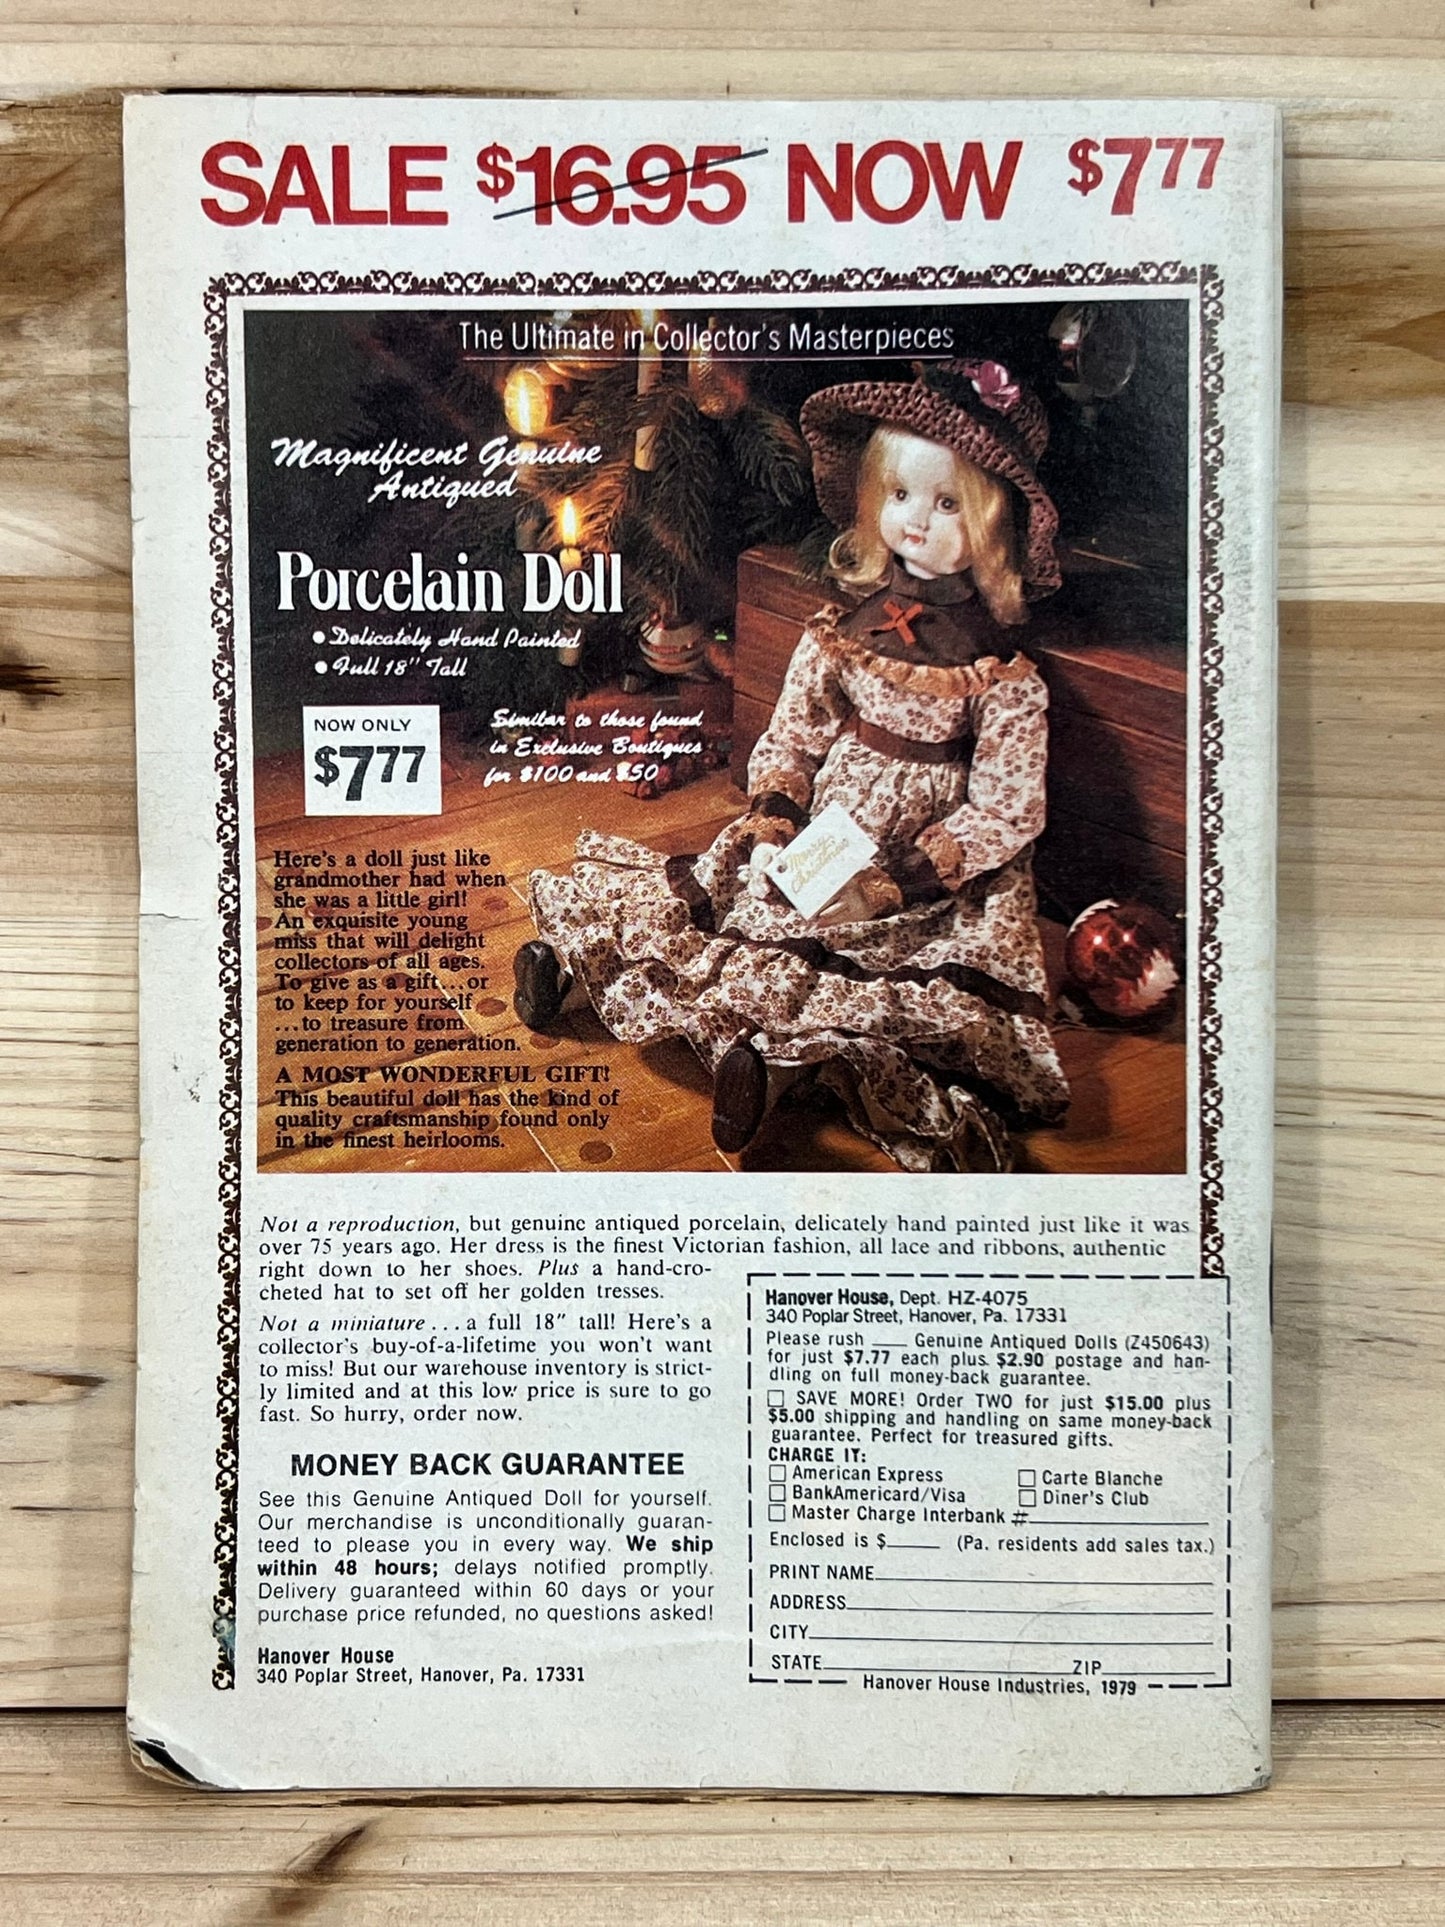 SALE $16.95 NOW $7.77
The Ultimate in Collector's Masterpieces
Magnificent Genuine
Antiqued
Porcelain Doll
• Delicately Hand Painted
• Full 18" Tall
NOW ONLY
$7.77
Similar to those found
in Exclusive Boutiques
for $100 and $50
Merry
Christmas
Here's a doll just like
grandmother had when
she was a little girl!
An exquisite young
miss that will delight
collectors of all ages.
To give as a gift...or
to keep for yourself
...to treasure from
generation to generation.
A MOST WONDERFUL GIFT!
This beautiful doll has the kind of
quality craftsmanship found only
in the finest heirlooms.
Not a reproduction, but genuine antiqued porcelain, delicately hand painted just like it was
over 75 years ago. Her dress is the finest Victorian fashion, all lace and ribbons, authentic
right down to her shoes. Plus a hand-cro-
cheted hat to set off her golden tresses.
Not a miniature ... a full 18" tall! Here's a
collector's buy-of-a-lifetime you won't want
to miss! But our warehouse inventory is strict-
ly limited and at this low price is sure to go
fast. So hurry, order now.
MONEY BACK GUARANTEE
See this Genuine Antiqued Doll for yourself.
Our merchandise is unconditionally guaran-
teed to please you in every way. We ship
within 48 hours; delays notified promptly.
Delivery guaranteed within 60 days or your
purchase price refunded, no questions asked!
Hanover House
340 Poplar Street, Hanover, Pa. 17331
Hanover House, Dept. HZ-4075
340 Poplar Street, Hanover, Pa. 17331
Please rush ____ Genuine Antiqued Dolls (Z450643)
for just $7.77 each plus $2.90 postage and han-
dling on full money-back guarantee.
☐ SAVE MORE! Order TWO for just $15.00 plus
$5.00 shipping and handling on same money-back
guarantee. Perfect for treasured gifts.
CHARGE IT:
☐ American Express ☐ Carte Blanche
☐ BankAmericard/Visa ☐ Diner's Club
☐ Master Charge Interbank #____
Enclosed is $____ (Pa. residents add sales tax.)
PRINT NAME____
ADDRESS____
CITY____
STATE____ ZIP____
Hanover House Industries, 1979